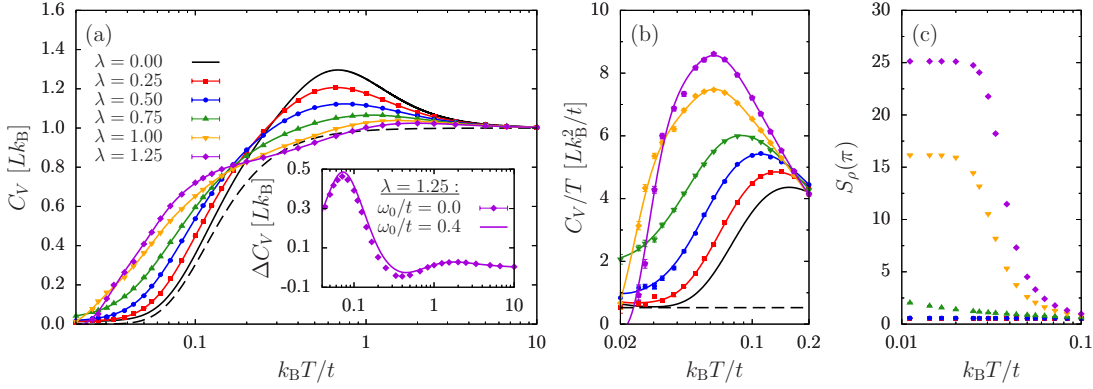 (a)
C_V [Lk_B]
1.6
1.4
1.2
1.0
0.8
0.6
0.4
0.2
0.0
λ = 0.00
λ = 0.25
λ = 0.50
λ = 0.75
λ = 1.00
λ = 1.25
0.1
1
10
k_BT/t
ΔC_V [Lk_B]
0.5
0.3
0.1
-0.1
λ = 1.25 :
ω_0/t = 0.0
ω_0/t = 0.4
0.1
1
10
(b)
C_V/T [Lk_B^2/t]
10
8
6
4
2
0
0.02
0.1
0.2
k_BT/t
(c)
S_ρ(π)
30
25
20
15
10
5
0
0.01
0.1
k_BT/t